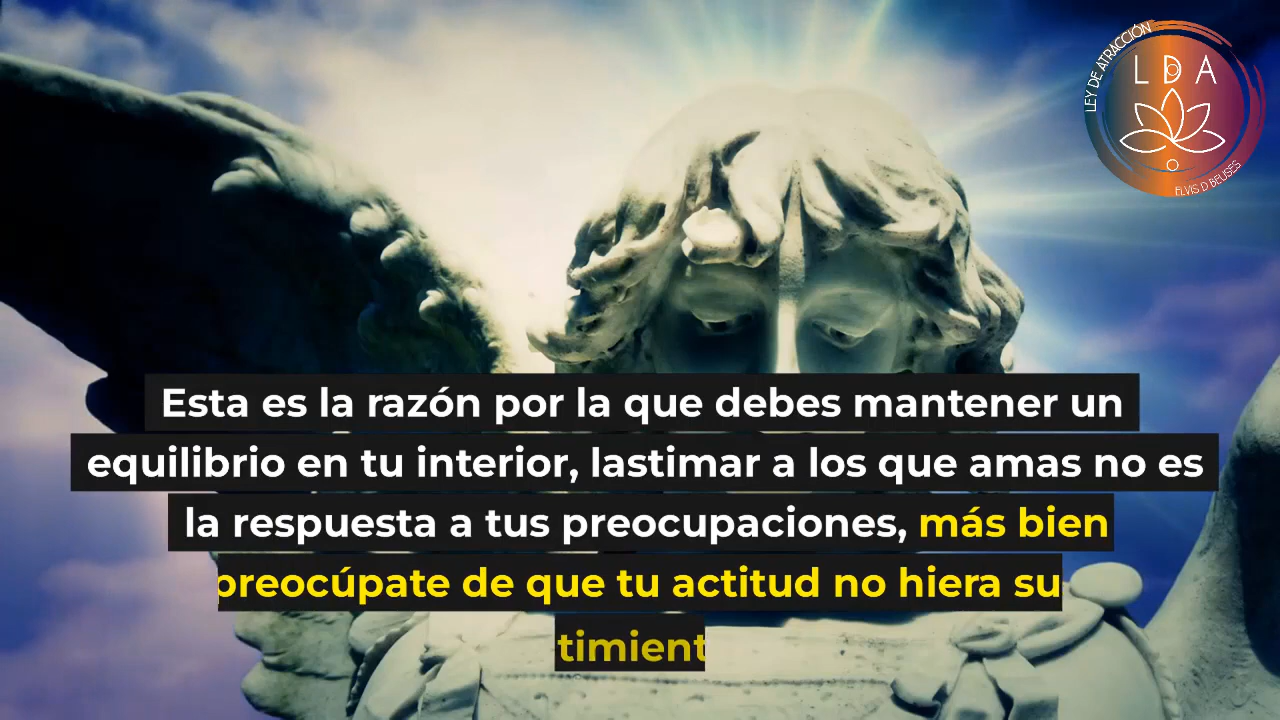 LEY DE ATRACCIÓN
LDA
ELVIS D BELISES
Esta es la razón por la que debes mantener un
equilibrio en tu interior, lastimar a los que amas no es
la respuesta a tus preocupaciones, más bien
preocúpate de que tu actitud no hiera su
timient